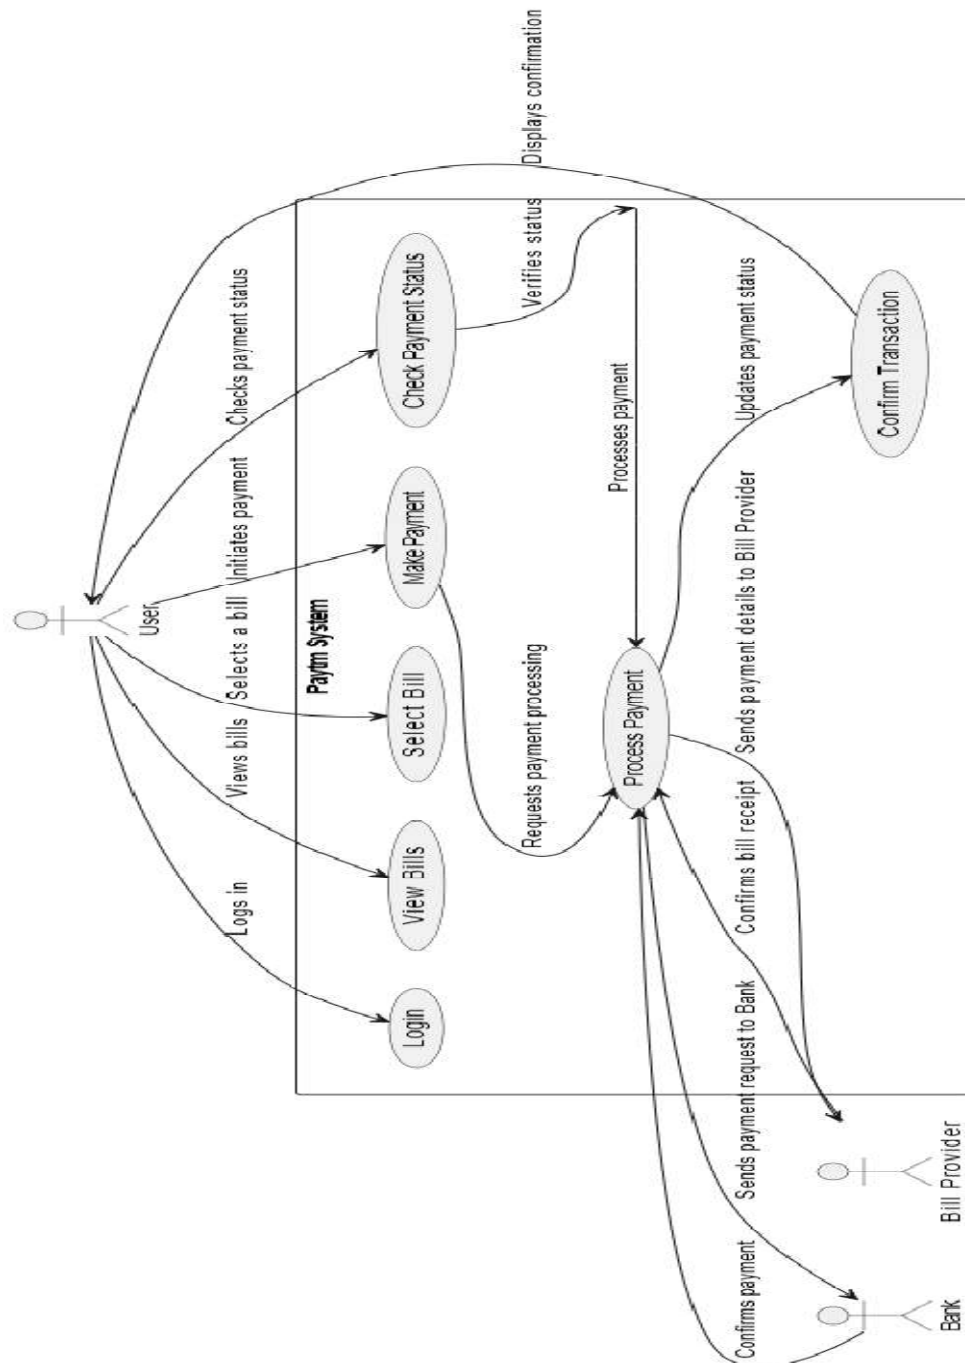 User
Logs in
Views bills
Selects a bill
Initiates payment
Checks payment status
Displays confirmation
Paytm System
Login
View Bills
Select Bill
Make Payment
Check Payment Status
Requests payment processing
Verifies status
Process Payment
Processes payment
Confirms payment
Sends payment request to Bank
Confirms bill receipt
Sends payment details to Bill Provider
Updates payment status
Bank
Bill Provider
Confirm Transaction